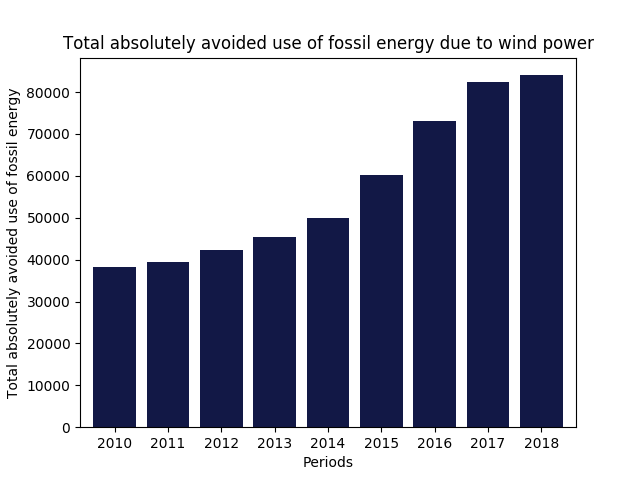 Total absolutely avoided use of fossil energy due to wind power
Total absolutely avoided use of fossil energy
80000
70000
60000
50000
40000
30000
20000
10000
0
2010 2011 2012 2013 2014 2015 2016 2017 2018
Periods